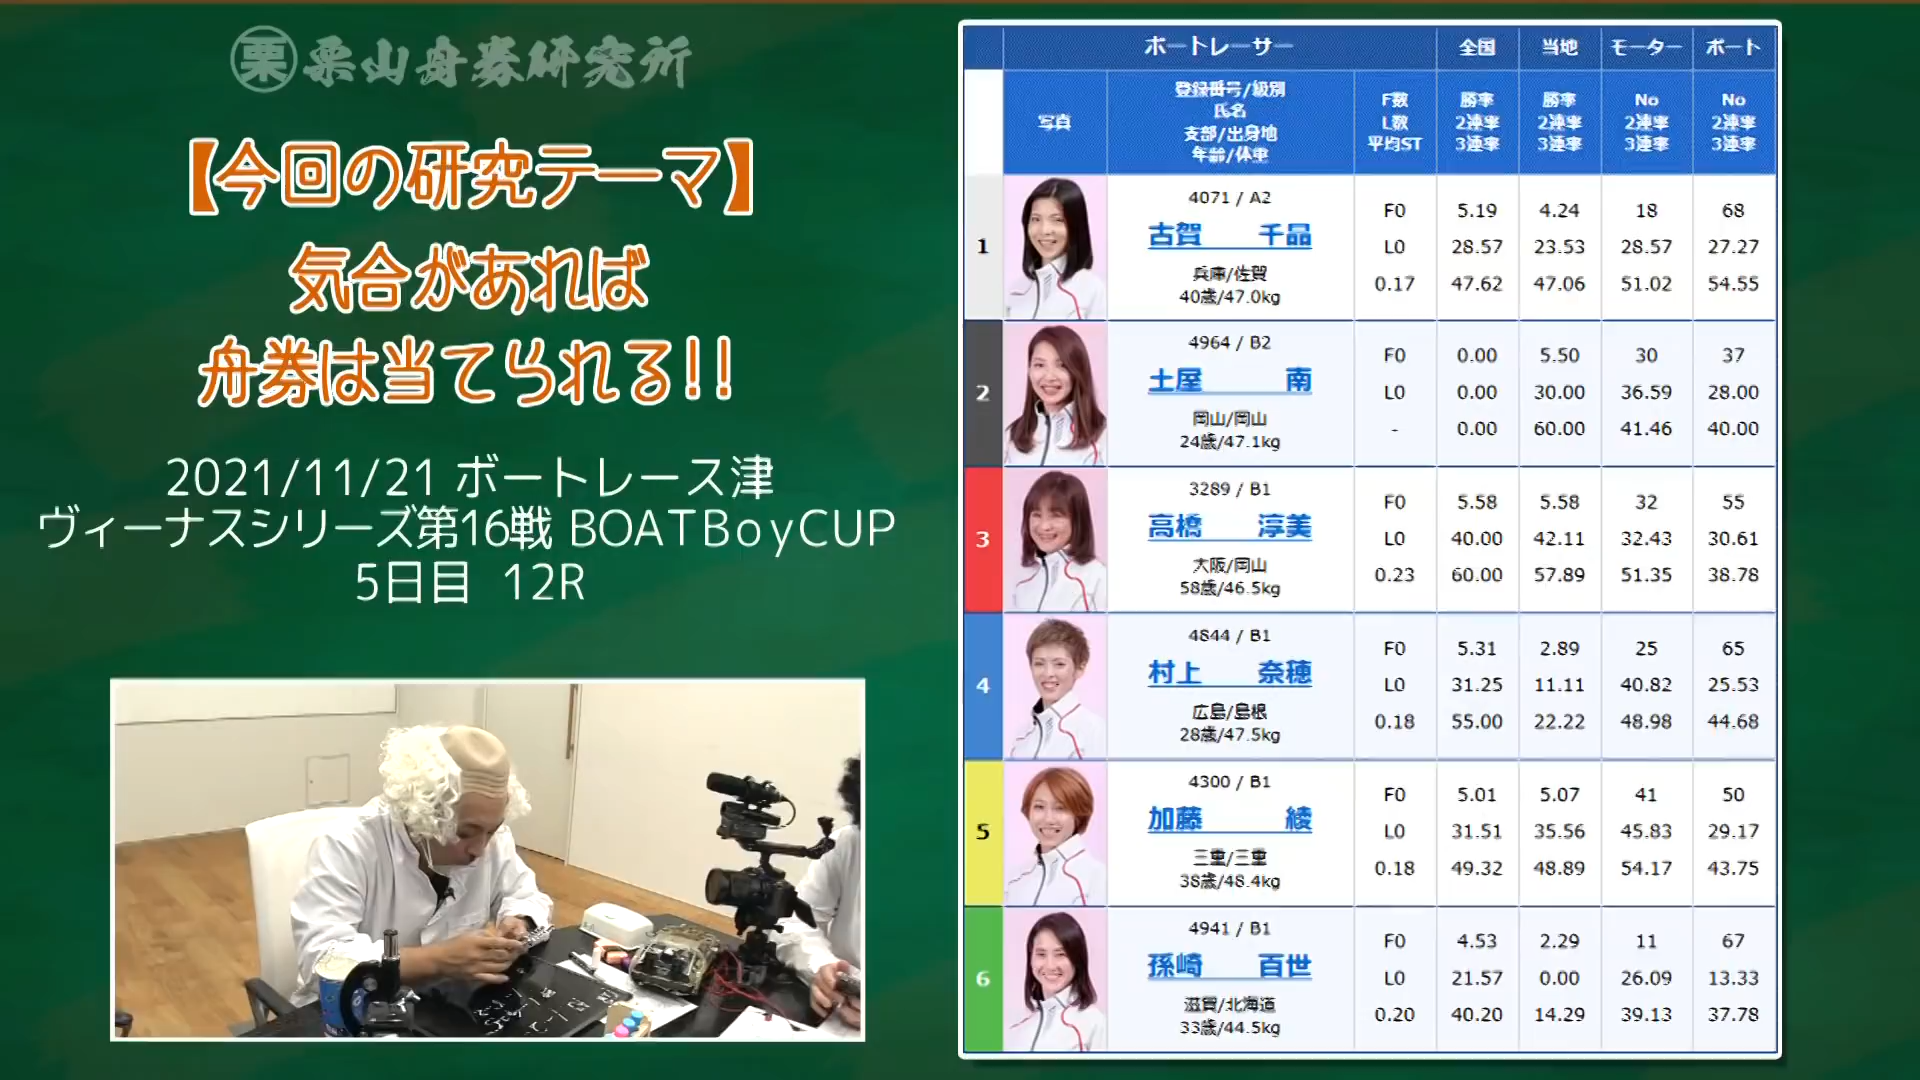 栗 栗山舟券研究所
【今回の研究テーマ】
気合があれば
舟券は当てられる!!
2021/11/21 ボートレース津
ヴィーナスシリーズ第16戦 BOATBoyCUP
5日目 12R
ボートレーサー 全国 当地 モーター ボート
写真
登録番号/級別
氏名
支部/出身地
年齢/体重
F数
L数
平均ST
勝率
2連率
3連率
勝率
2連率
3連率
No
2連率
3連率
No
2連率
3連率
1
4071 / A2
古賀 千晶
兵庫/佐賀
40歳/47.0kg
F0 5.19 4.24 18 68
L0 28.57 23.53 28.57 27.27
0.17 47.62 47.06 51.02 54.55
2
4964 / B2
土屋 南
岡山/岡山
24歳/47.1kg
F0 0.00 5.50 30 37
L0 0.00 30.00 36.59 28.00
- 0.00 60.00 41.46 40.00
3
3289 / B1
高橋 淳美
大阪/岡山
58歳/46.5kg
F0 5.58 5.58 32 55
L0 40.00 42.11 32.43 30.61
0.23 60.00 57.89 51.35 38.78
4
4844 / B1
村上 奈穂
広島/島根
28歳/47.5kg
F0 5.31 2.89 25 65
L0 31.25 11.11 40.82 25.53
0.18 55.00 22.22 48.98 44.68
5
4300 / B1
加藤 綾
三重/三重
38歳/48.4kg
F0 5.01 5.07 41 50
L0 31.51 35.56 45.83 29.17
0.18 49.32 48.89 54.17 43.75
6
4941 / B1
孫崎 百世
滋賀/北海道
33歳/44.5kg
F0 4.53 2.29 11 67
L0 21.57 0.00 26.09 13.33
0.20 40.20 14.29 39.13 37.78